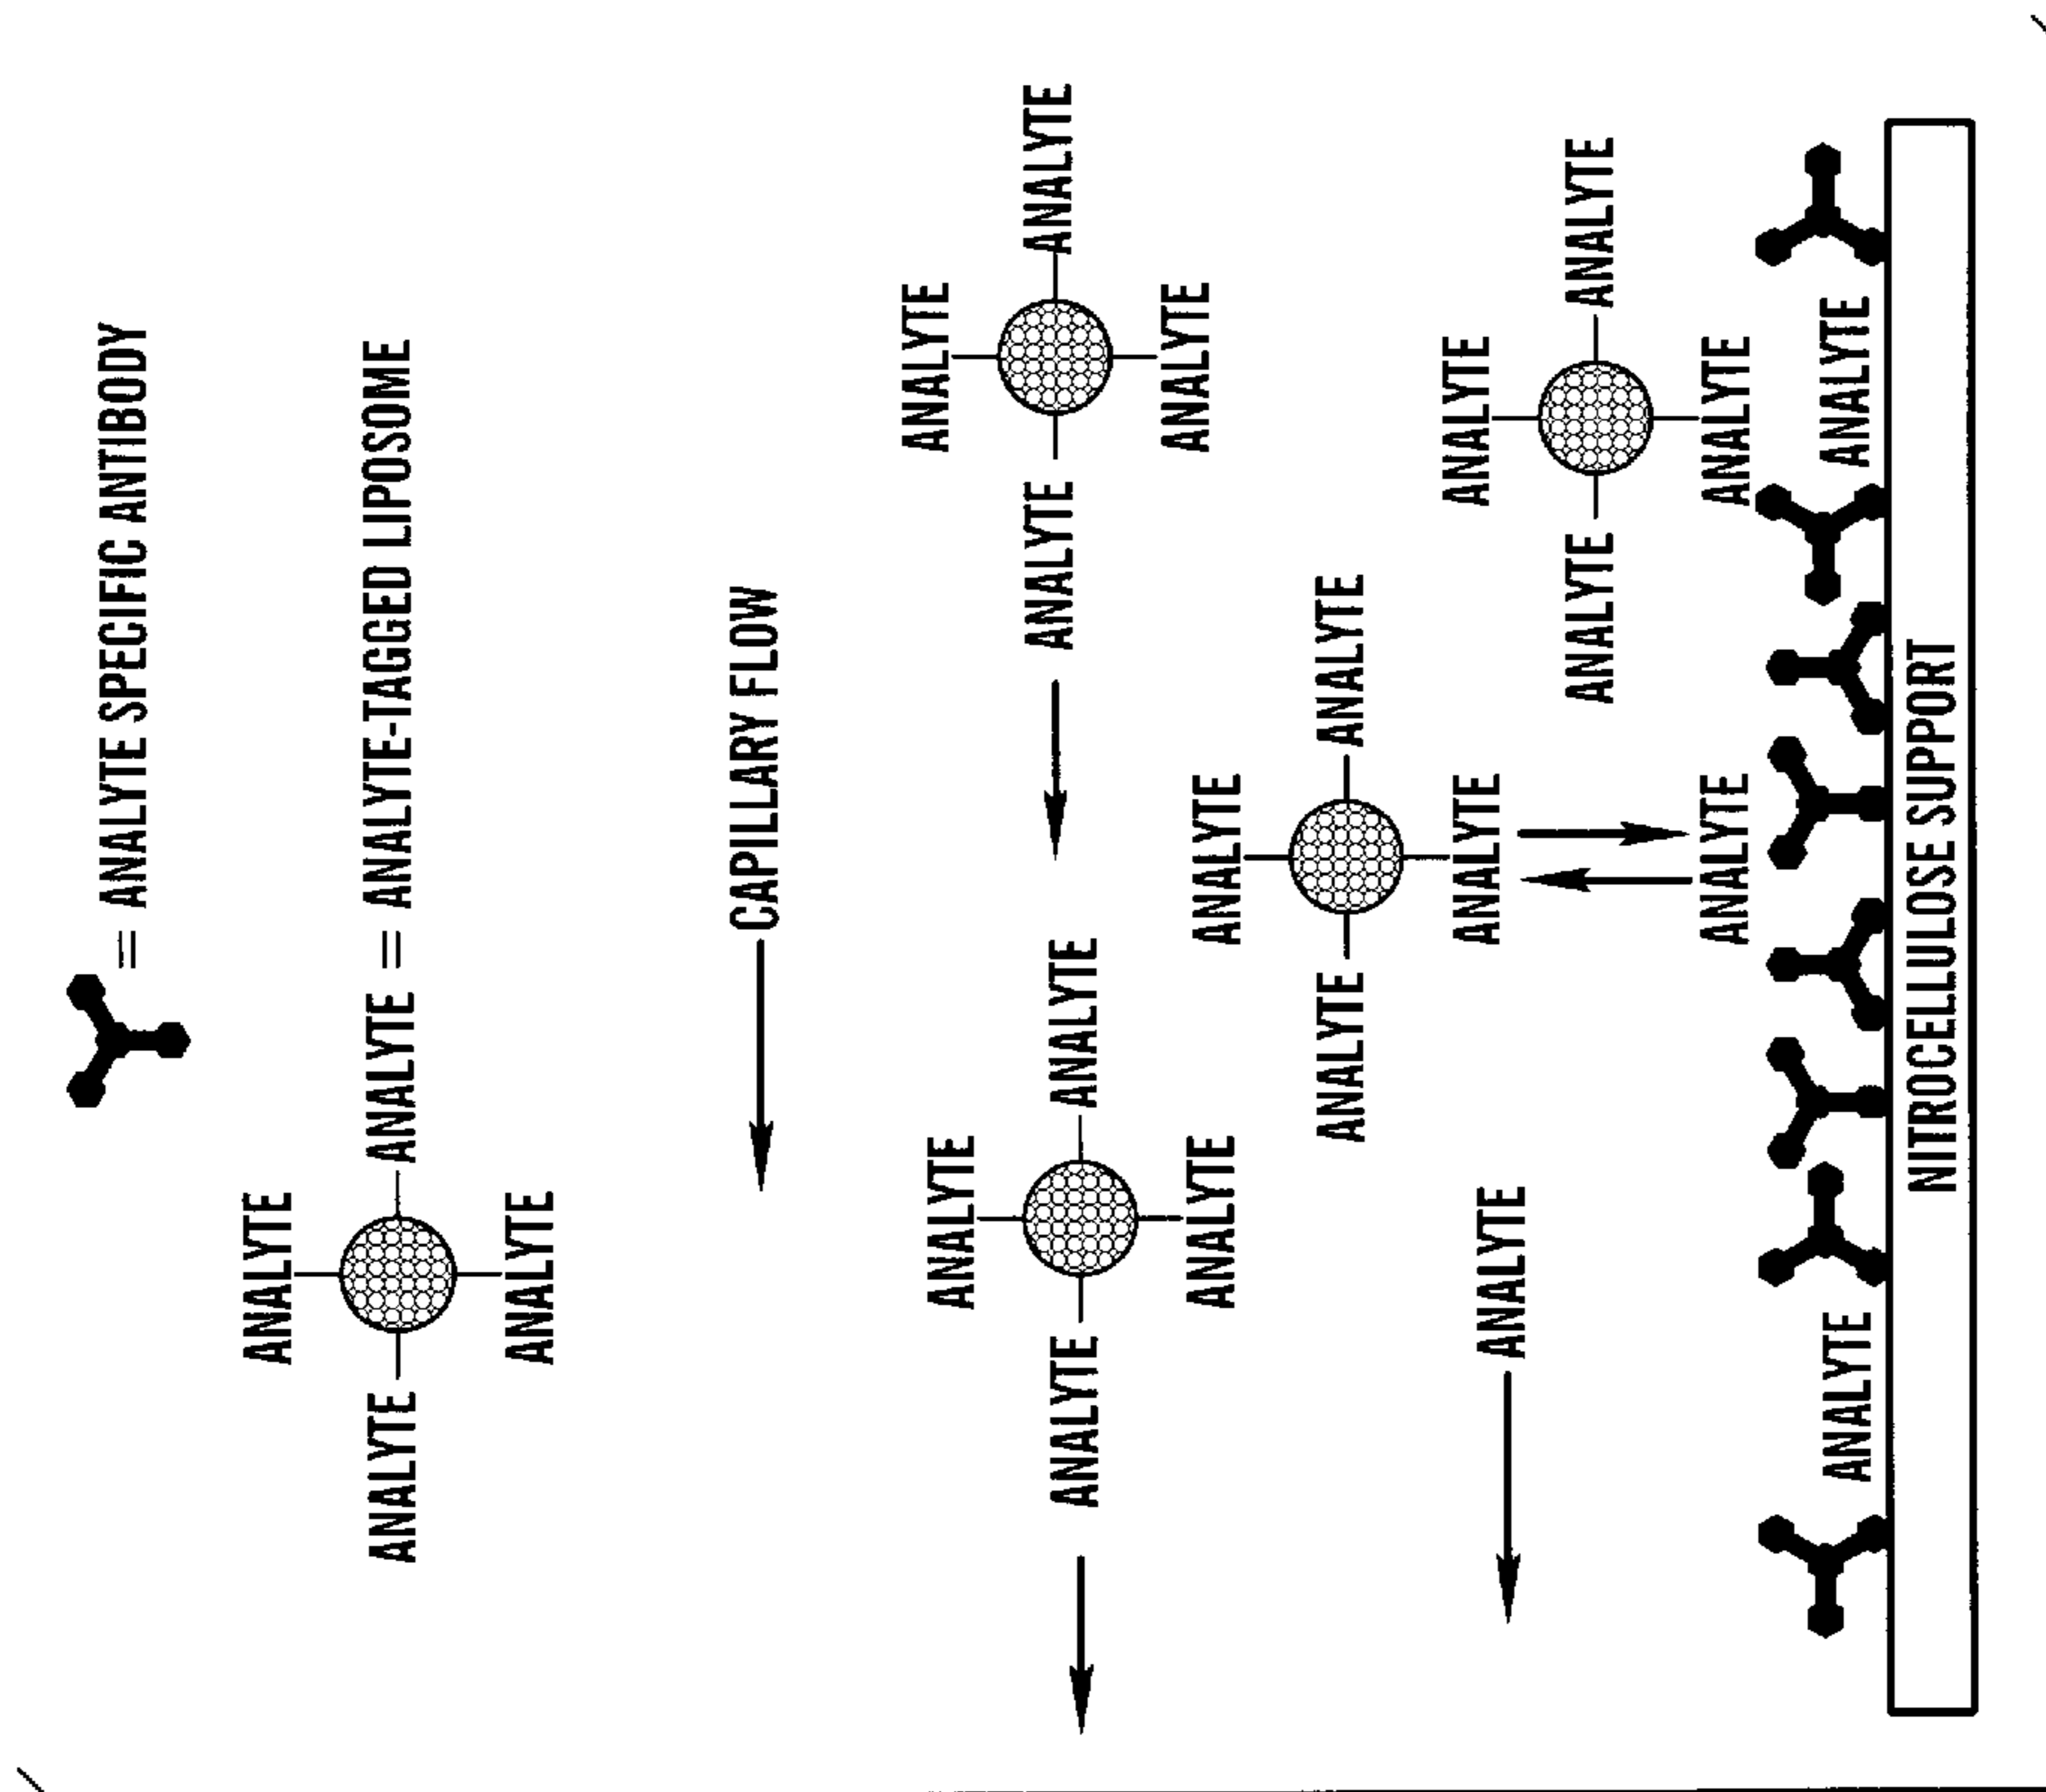 = ANALYTE SPECIFIC ANTIBODY
ANALYTE
ANALYTE ANALYTE = ANALYTE-TAGGED LIPOSOME
ANALYTE
CAPILLARY FLOW
ANALYTE ANALYTE
ANALYTE ANALYTE ANALYTE ANALYTE
ANALYTE ANALYTE ANALYTE
ANALYTE ANALYTE
ANALYTE ANALYTE ANALYTE
ANALYTE ANALYTE
ANALYTE ANALYTE
ANALYTE ANALYTE
NITROCELLULOSE SUPPORT